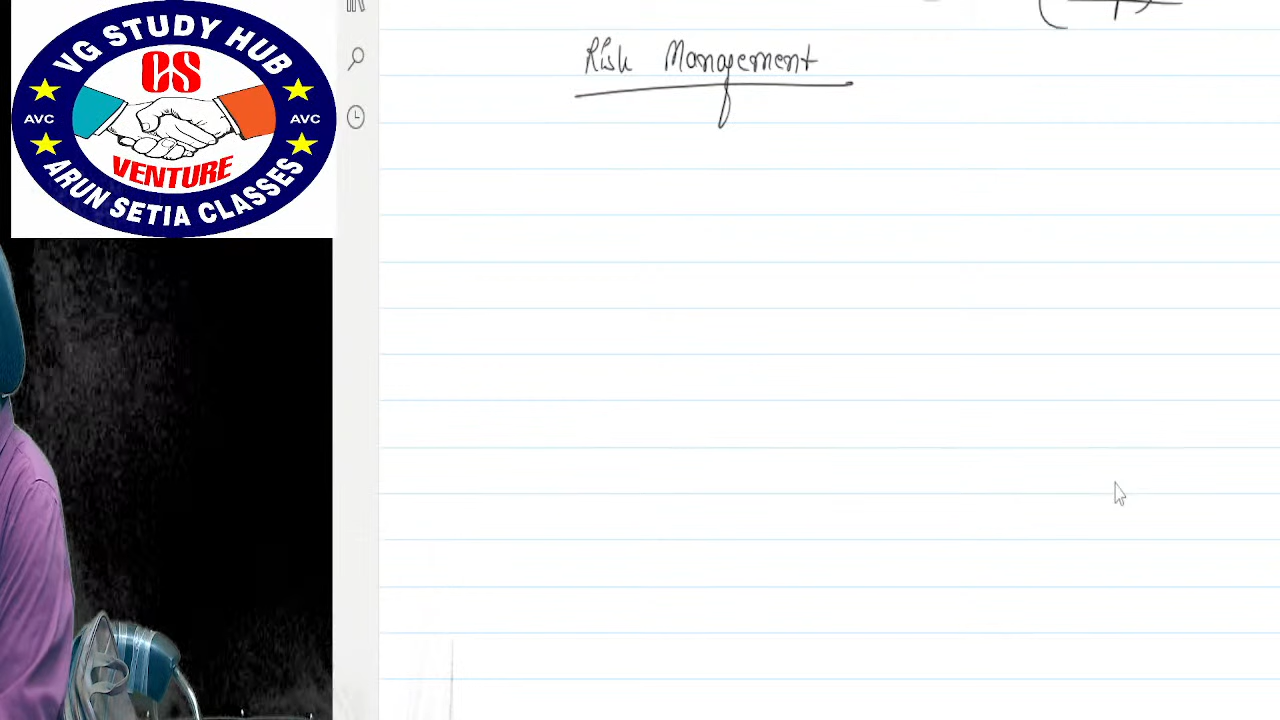 VG STUDY HUB
CS
AVC
AVC
VENTURE
ARUN SETIA CLASSES
Risk Management